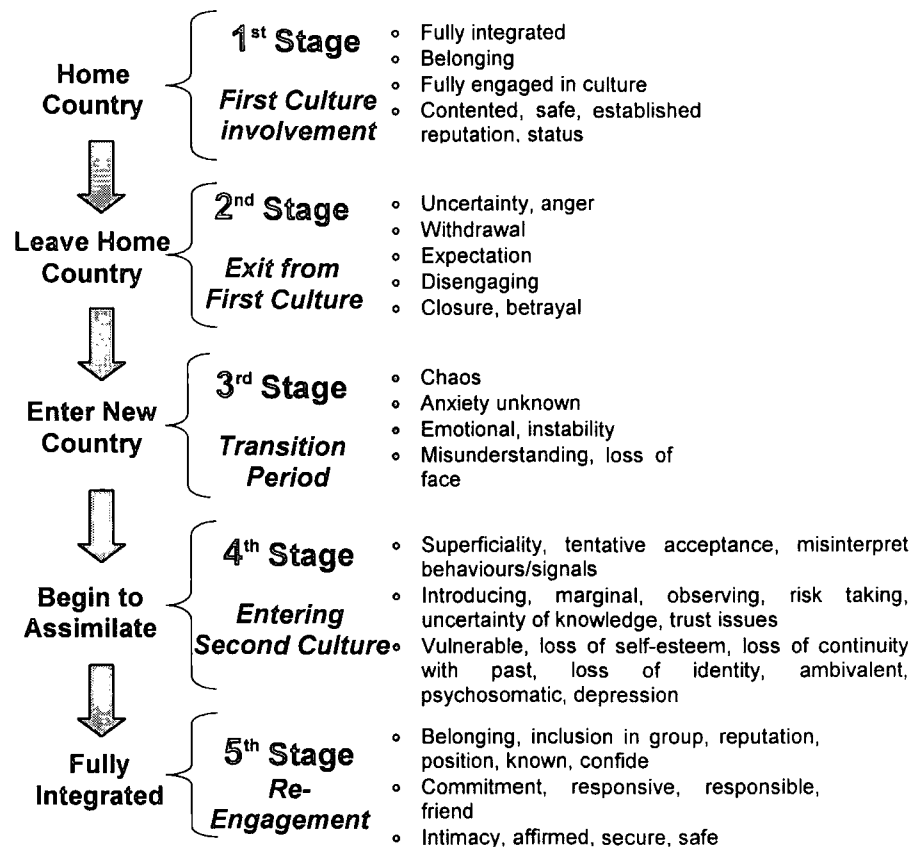 Home
Country
1st Stage
First Culture
involvement
◦ Fully integrated
◦ Belonging
◦ Fully engaged in culture
◦ Contented, safe, established
reputation, status
Leave Home
Country
2nd Stage
Exit from
First Culture
◦ Uncertainty, anger
◦ Withdrawal
◦ Expectation
◦ Disengaging
◦ Closure, betrayal
Enter New
Country
3rd Stage
Transition
Period
◦ Chaos
◦ Anxiety unknown
◦ Emotional, instability
◦ Misunderstanding, loss of
face
Begin to
Assimilate
4th Stage
Entering
Second Culture
◦ Superficiality, tentative acceptance, misinterpret
behaviours/signals
◦ Introducing, marginal, observing, risk taking,
uncertainty of knowledge, trust issues
◦ Vulnerable, loss of self-esteem, loss of continuity
with past, loss of identity, ambivalent,
psychosomatic, depression
Fully
Integrated
5th Stage
Re-
Engagement
◦ Belonging, inclusion in group, reputation,
position, known, confide
◦ Commitment, responsive, responsible,
friend
◦ Intimacy, affirmed, secure, safe